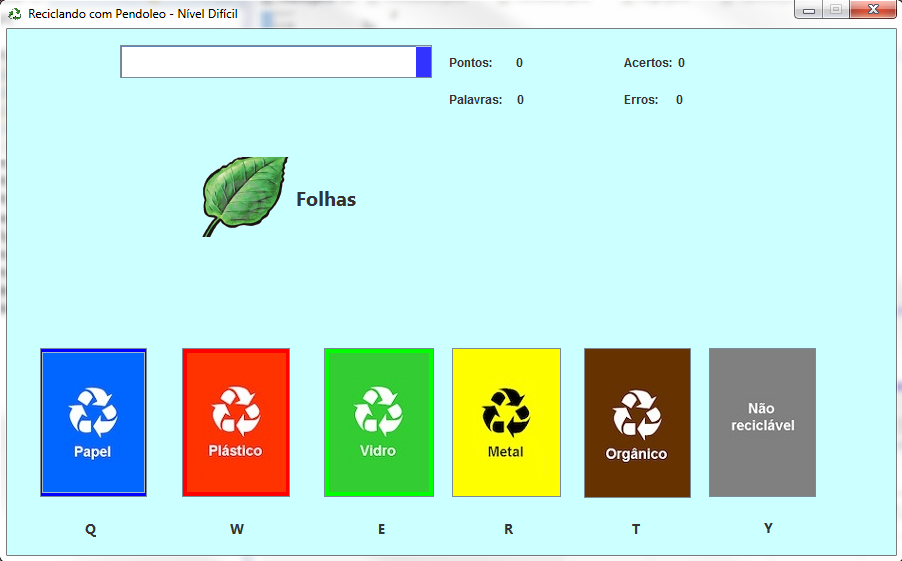 Reciclando com Pendoleo - Nível Difícil
Pontos: 0 Acertos: 0
Palavras: 0 Erros: 0
Folhas
Papel Plástico Vidro Metal Orgânico Não reciclável
Q W E R T Y